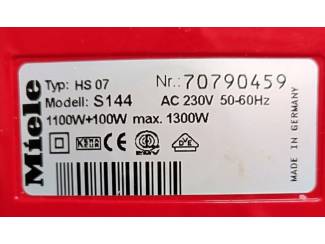 Miele
Typ: HS 07
Nr.: 70790459
Modell: S144
AC 230V 50-60Hz
1100W+100W max. 1300W
MADE IN GERMANY